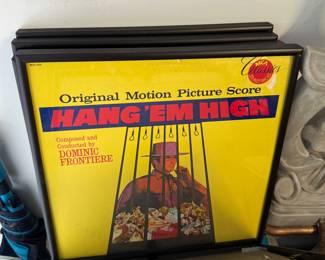 Classics
Original Motion Picture Score
HANG 'EM HIGH
Composed and
Conducted by
DOMINIC
FRONTIERE